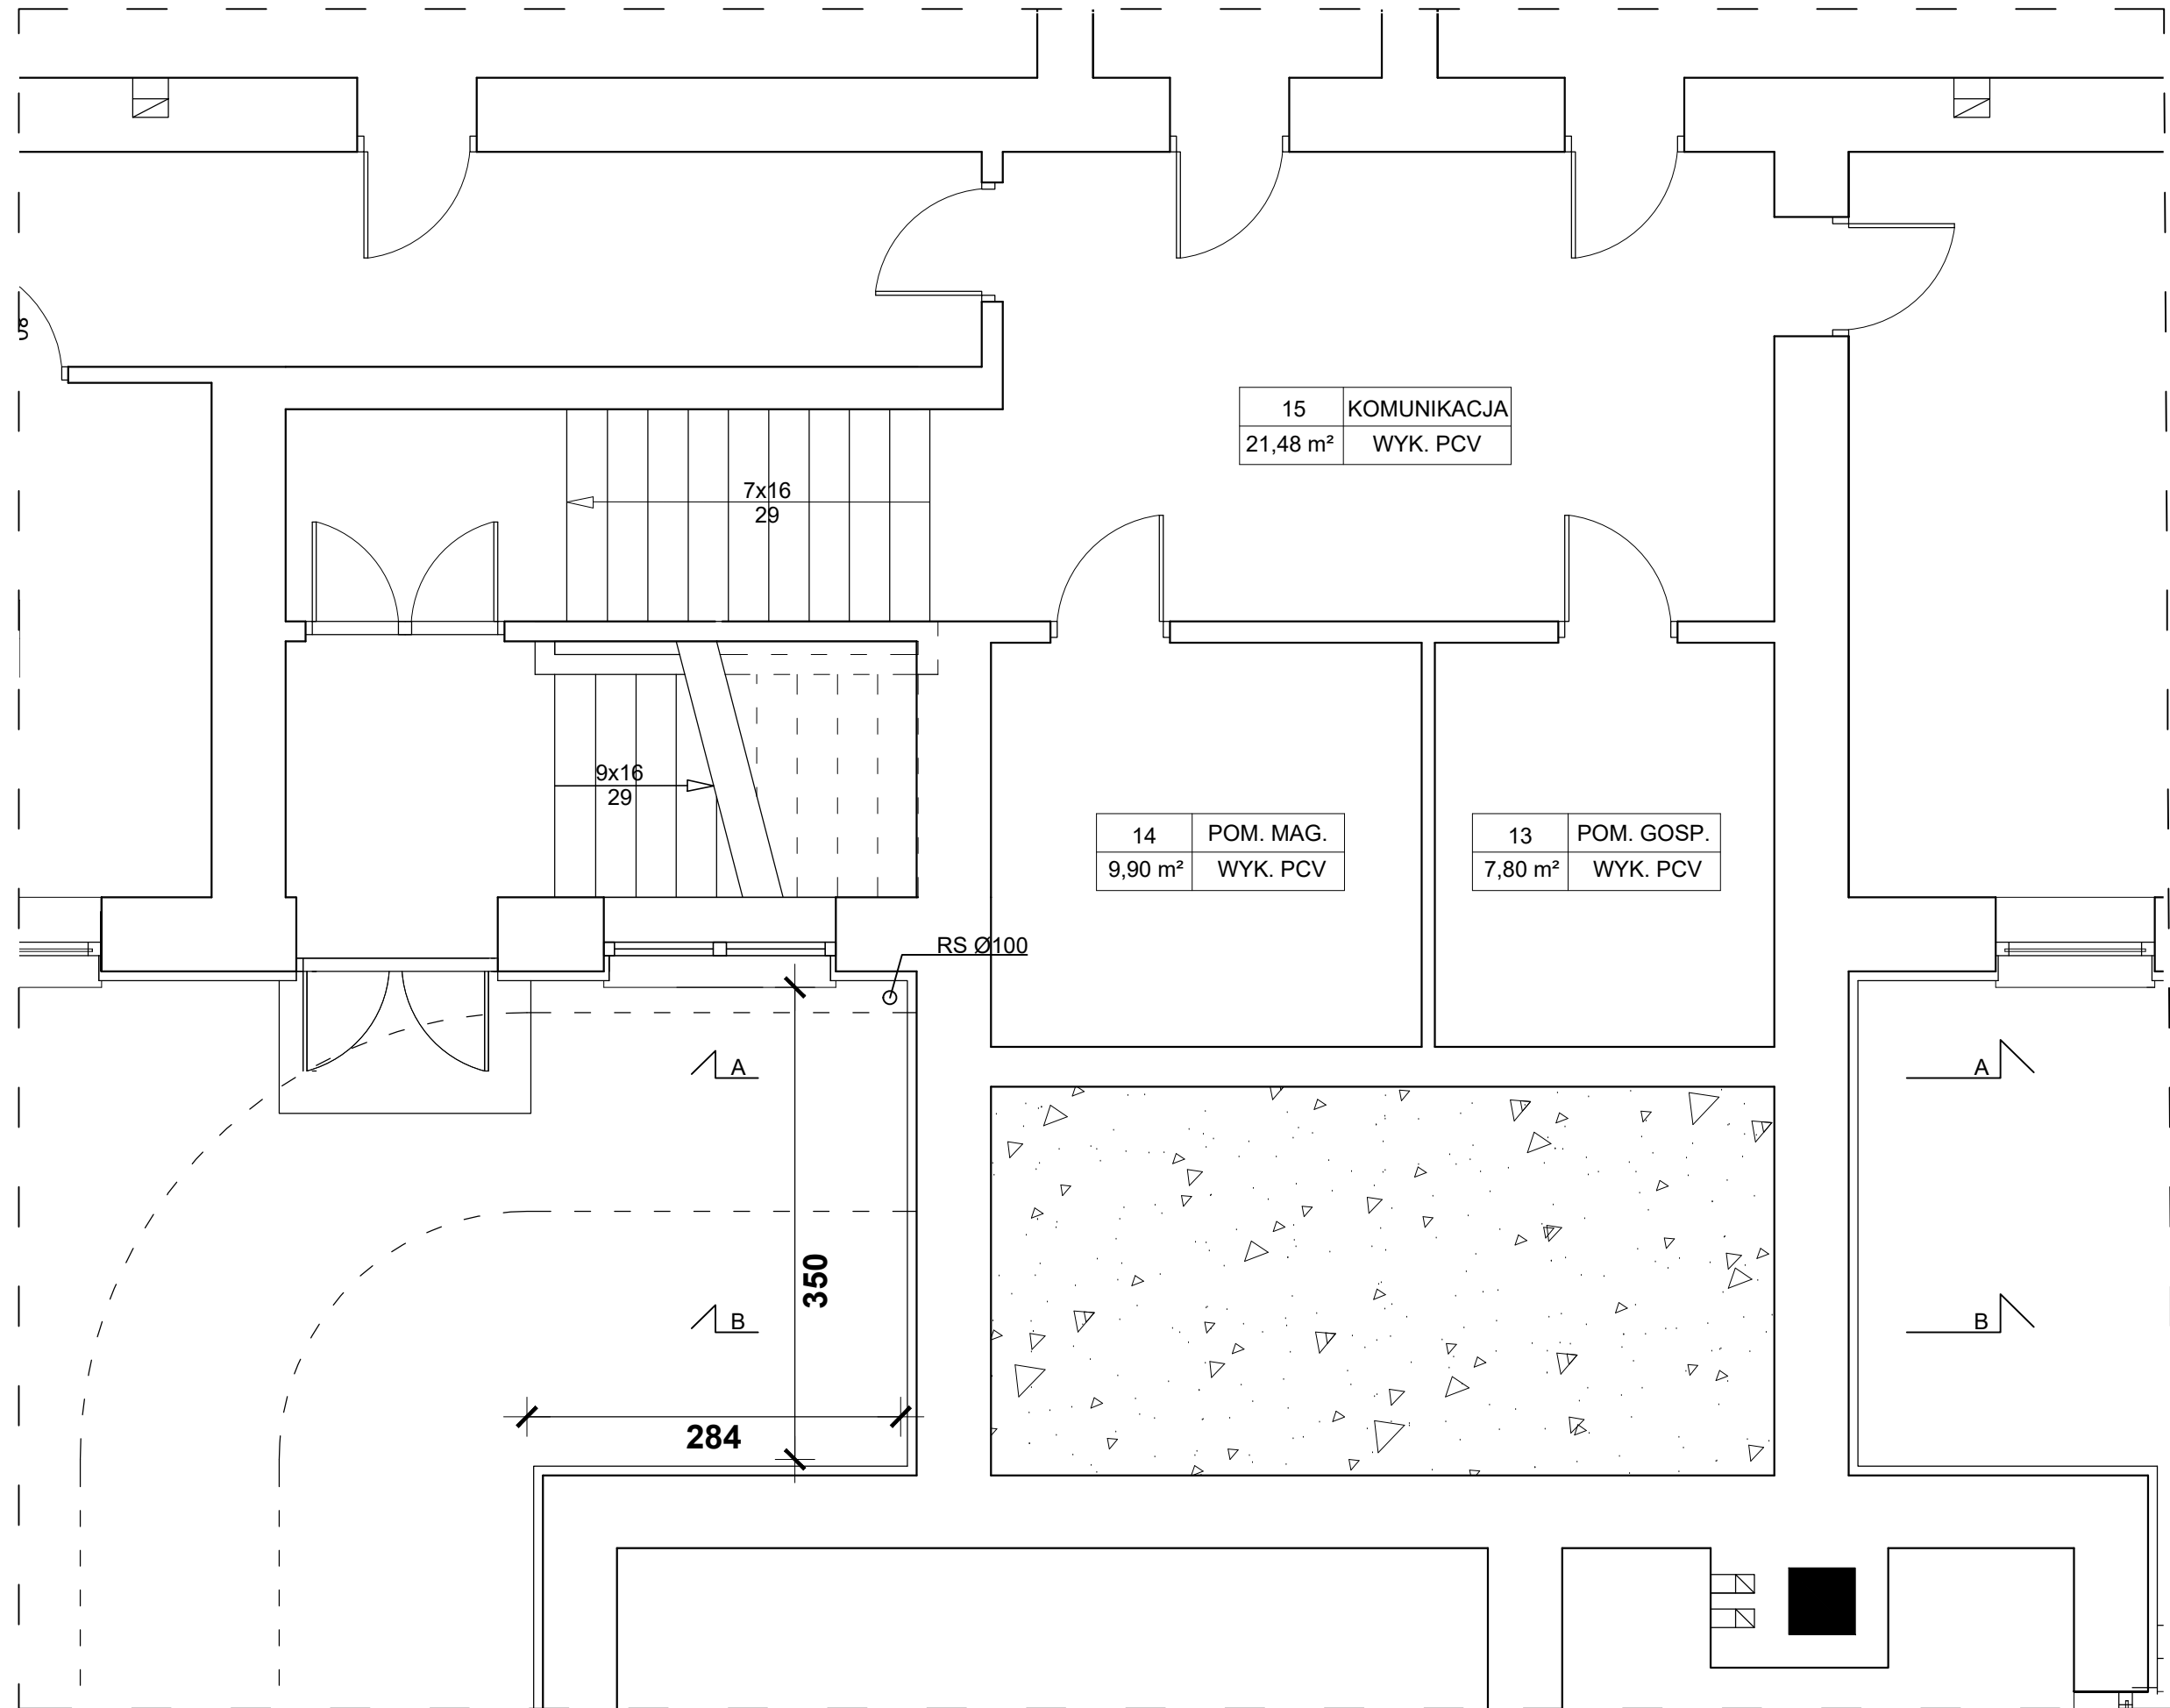 15 KOMUNIKACJA
21,48 m² WYK. PCV
7x16
29
9x16
29
14 POM. MAG.
9,90 m² WYK. PCV
13 POM. GOSP.
7,80 m² WYK. PCV
RS Ø100
A
A
350
B
B
284